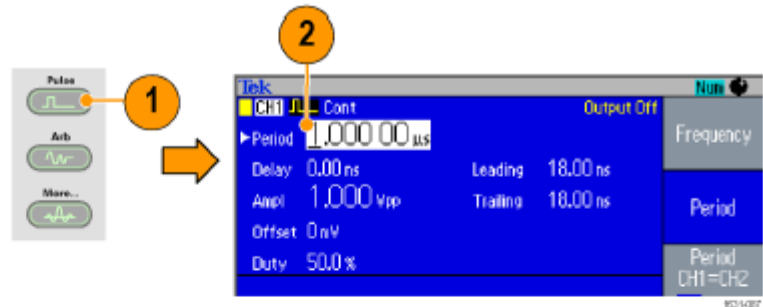 2
Pulse
1
Arb
More...
Tek
Num
CH1 Cont
Output Off
Period 1.000 00 µs
Delay 0.00 ns
Leading 18.00 ns
Ampl 1.000 Vpp
Trailing 18.00 ns
Offset 0 mV
Duty 50.0 %
Frequency
Period
Period
CH1=CH2